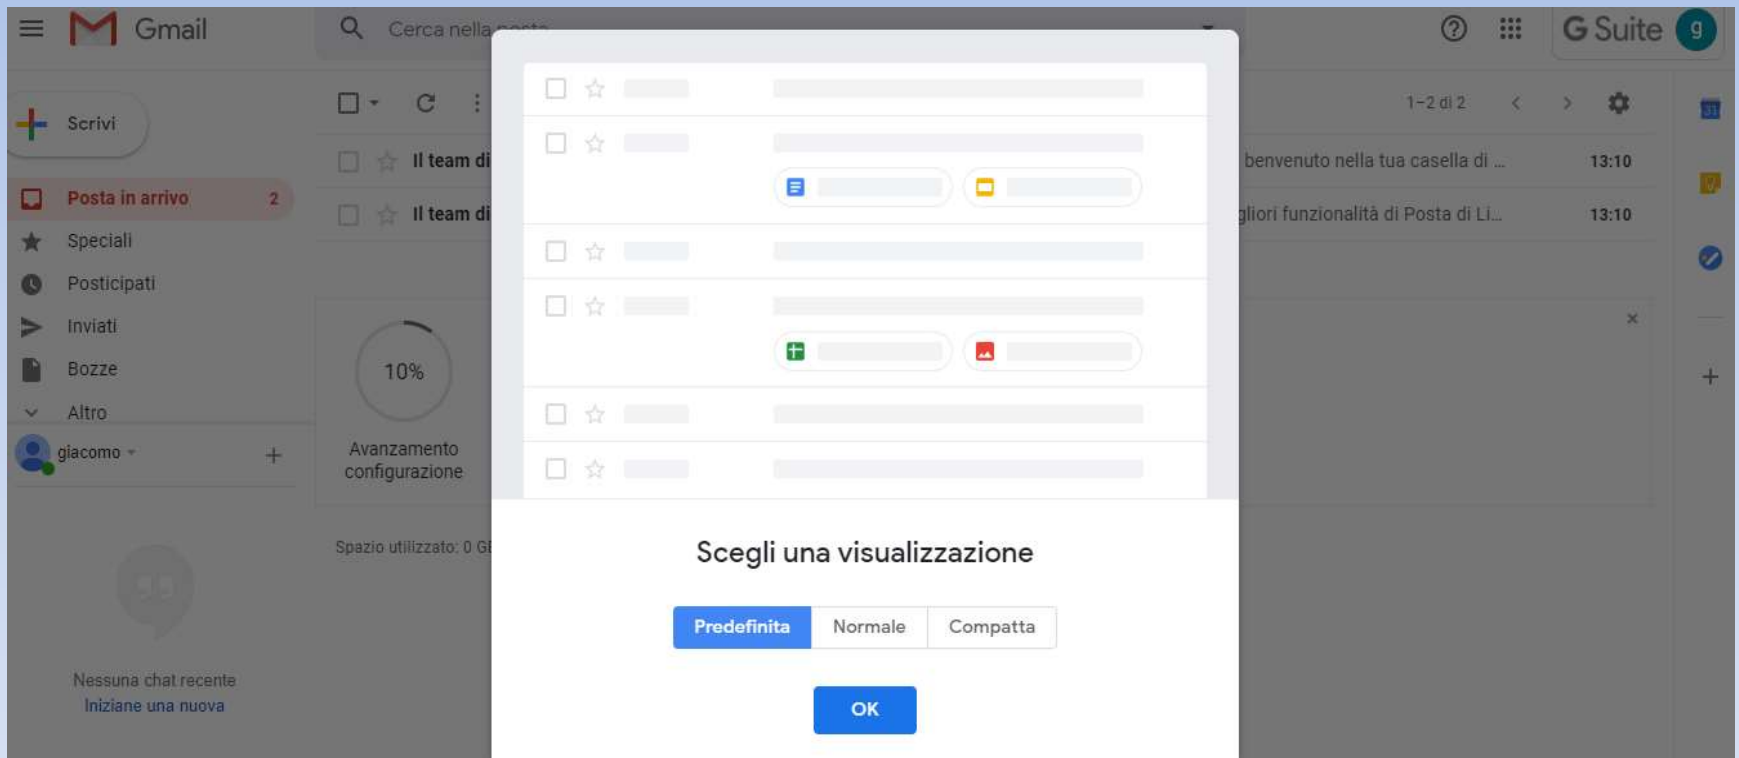 Gmail
Cerca nella posta
G Suite
g
Scrivi
1–2 di 2
31
Il team di
benvenuto nella tua casella di ...
13:10
Posta in arrivo 2
Il team di
gliori funzionalità di Posta di Li...
13:10
Speciali
Posticipati
Inviati
Bozze
Altro
10%
Avanzamento
configurazione
giacomo
Spazio utilizzato: 0 G
Scegli una visualizzazione
Predefinita
Normale
Compatta
OK
Nessuna chat recente
Iniziane una nuova